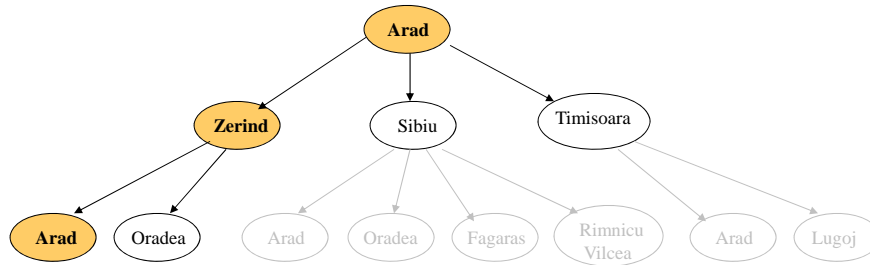 Arad
Zerind
Sibiu
Timisoara
Arad
Oradea
Arad
Oradea
Fagaras
Rimnicu
Vilcea
Arad
Lugoj